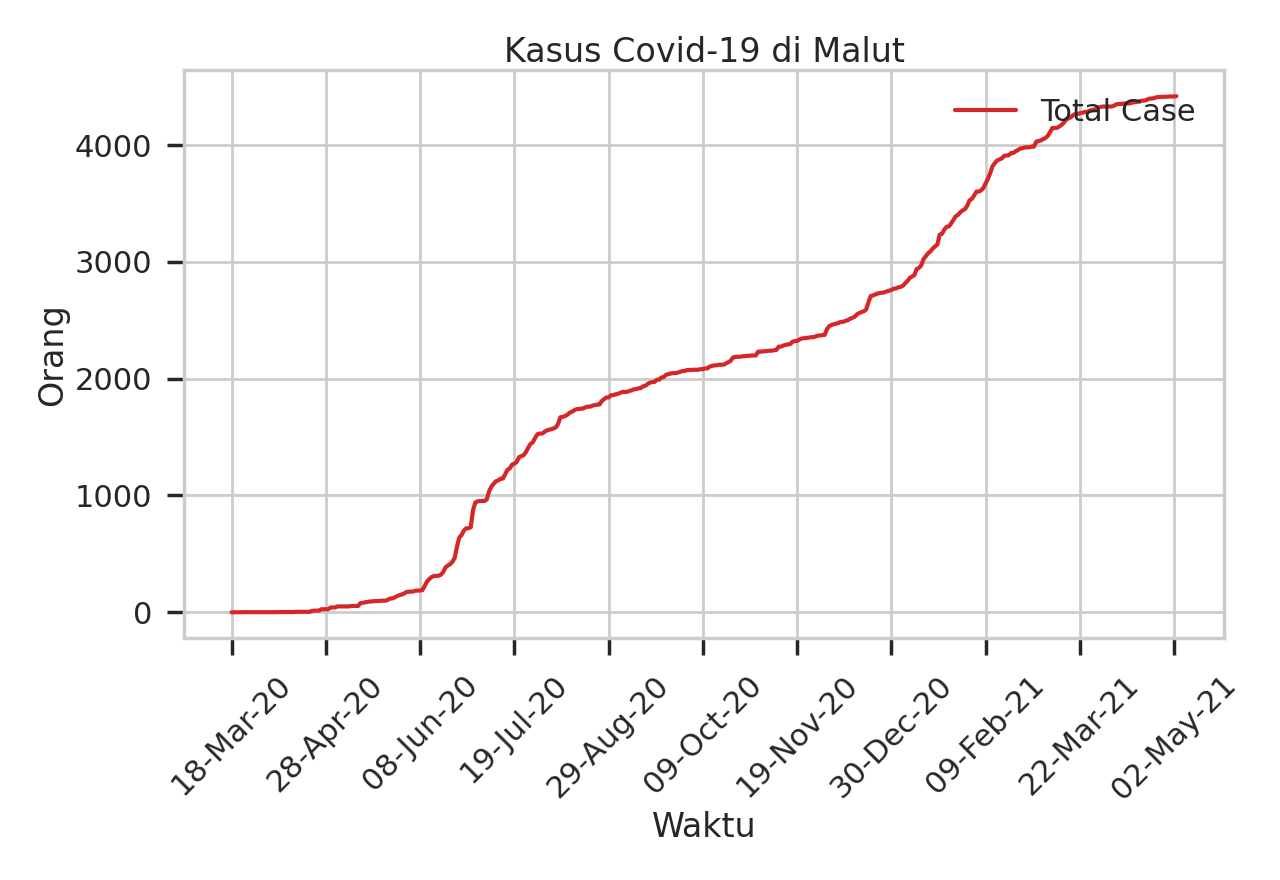 Kasus Covid-19 di Malut
Total Case
4000
3000
2000
1000
0
Orang
18-Mar-20
28-Apr-20
08-Jun-20
19-Jul-20
29-Aug-20
09-Oct-20
19-Nov-20
30-Dec-20
09-Feb-21
22-Mar-21
02-May-21
Waktu